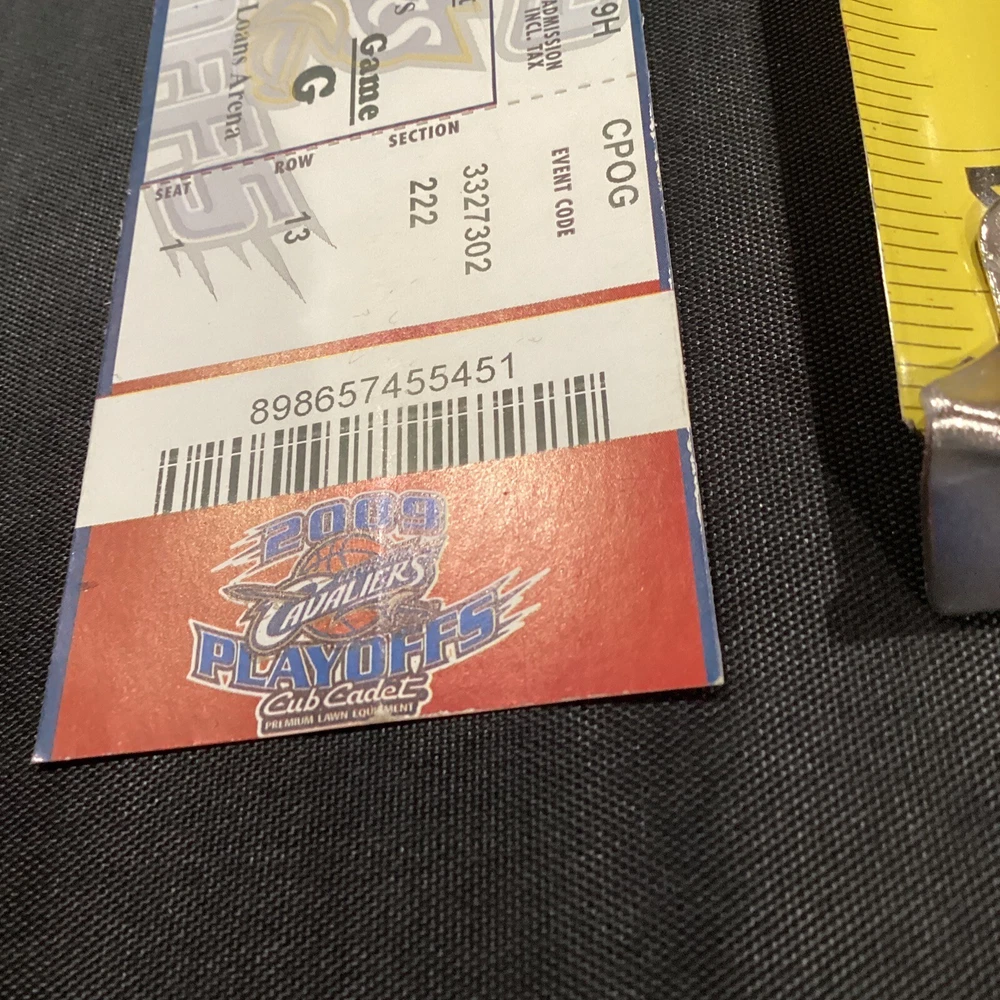 9H
ADMISSION
INCL. TAX
Game
G
Loans Arena
CPOG
EVENT CODE
SECTION
ROW
SEAT
3327302
222
13
1
898657455451
2009
CAVALIERS
PLAYOFFS
Cub Cadet
PREMIUM LAWN EQUIPMENT